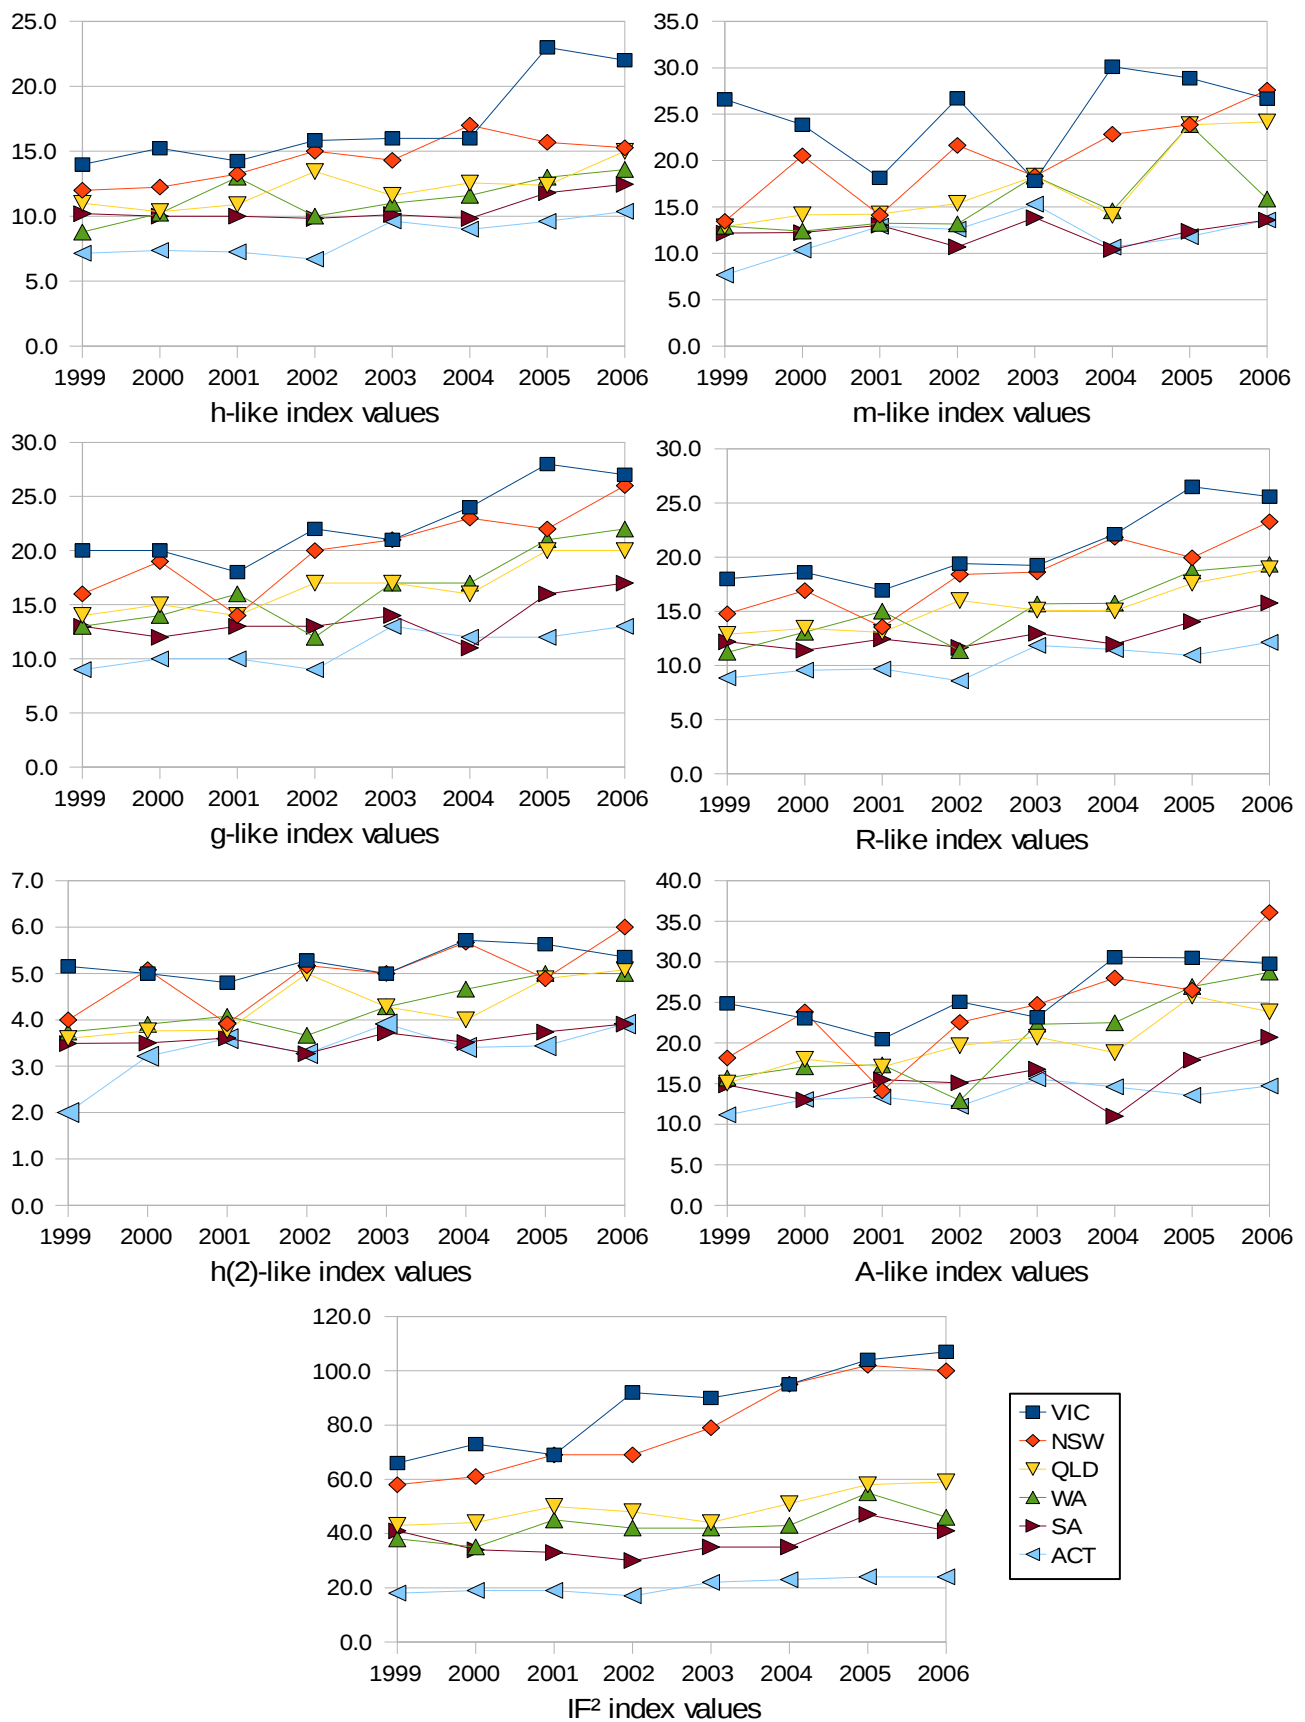 25.0
20.0
15.0
10.0
5.0
0.0
1999 2000 2001 2002 2003 2004 2005 2006
h-like index values
35.0
30.0
25.0
20.0
15.0
10.0
5.0
0.0
1999 2000 2001 2002 2003 2004 2005 2006
m-like index values
30.0
25.0
20.0
15.0
10.0
5.0
0.0
1999 2000 2001 2002 2003 2004 2005 2006
g-like index values
30.0
25.0
20.0
15.0
10.0
5.0
0.0
1999 2000 2001 2002 2003 2004 2005 2006
R-like index values
7.0
6.0
5.0
4.0
3.0
2.0
1.0
0.0
1999 2000 2001 2002 2003 2004 2005 2006
h(2)-like index values
40.0
35.0
30.0
25.0
20.0
15.0
10.0
5.0
0.0
1999 2000 2001 2002 2003 2004 2005 2006
A-like index values
120.0
100.0
80.0
60.0
40.0
20.0
0.0
1999 2000 2001 2002 2003 2004 2005 2006
IF² index values
VIC
NSW
QLD
WA
SA
ACT